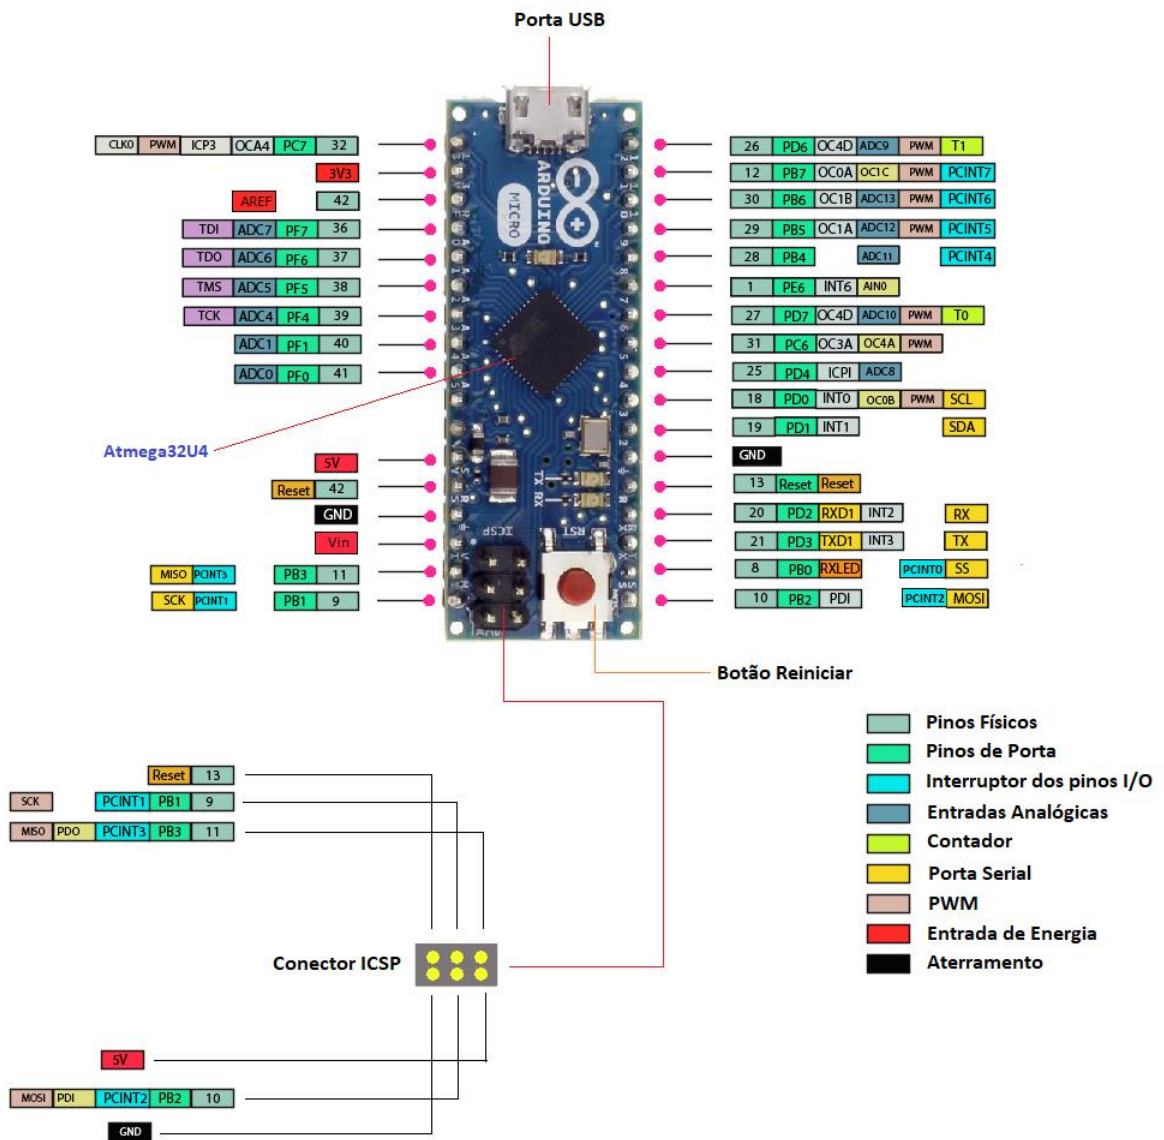 Porta USB
CLK0 PWM ICP3 OCA4 PC7 32
3V3
AREF 42
TDI ADC7 PF7 36
TDO ADC6 PF6 37
TMS ADC5 PF5 38
TCK ADC4 PF4 39
ADC1 PF1 40
ADC0 PF0 41
Atmega32U4
5V
Reset 42
GND
Vin
MISO PCINT3 PB3 11
SCK PCINT1 PB1 9
ARDUINO
MICRO
TX
RX
ICSP
RST
26 PD6 OC4D ADC9 PWM T1
12 PB7 OC0A OC1C PWM PCINT7
30 PB6 OC1B ADC13 PWM PCINT6
29 PB5 OC1A ADC12 PWM PCINT5
28 PB4 ADC11 PCINT4
1 PE6 INT6 AIN0
27 PD7 OC4D ADC10 PWM T0
31 PC6 OC3A OC4A PWM
25 PD4 ICPI ADC8
18 PD0 INT0 OC0B PWM SCL
19 PD1 INT1 SDA
GND
13 Reset Reset
20 PD2 RXD1 INT2 RX
21 PD3 TXD1 INT3 TX
8 PB0 RXLED PCINT0 SS
10 PB2 PDI PCINT2 MOSI
Botão Reiniciar
Reset 13
SCK PCINT1 PB1 9
MISO PDO PCINT3 PB3 11
Conector ICSP
5V
MOSI PDI PCINT2 PB2 10
GND
Pinos Físicos
Pinos de Porta
Interruptor dos pinos I/O
Entradas Analógicas
Contador
Porta Serial
PWM
Entrada de Energia
Aterramento